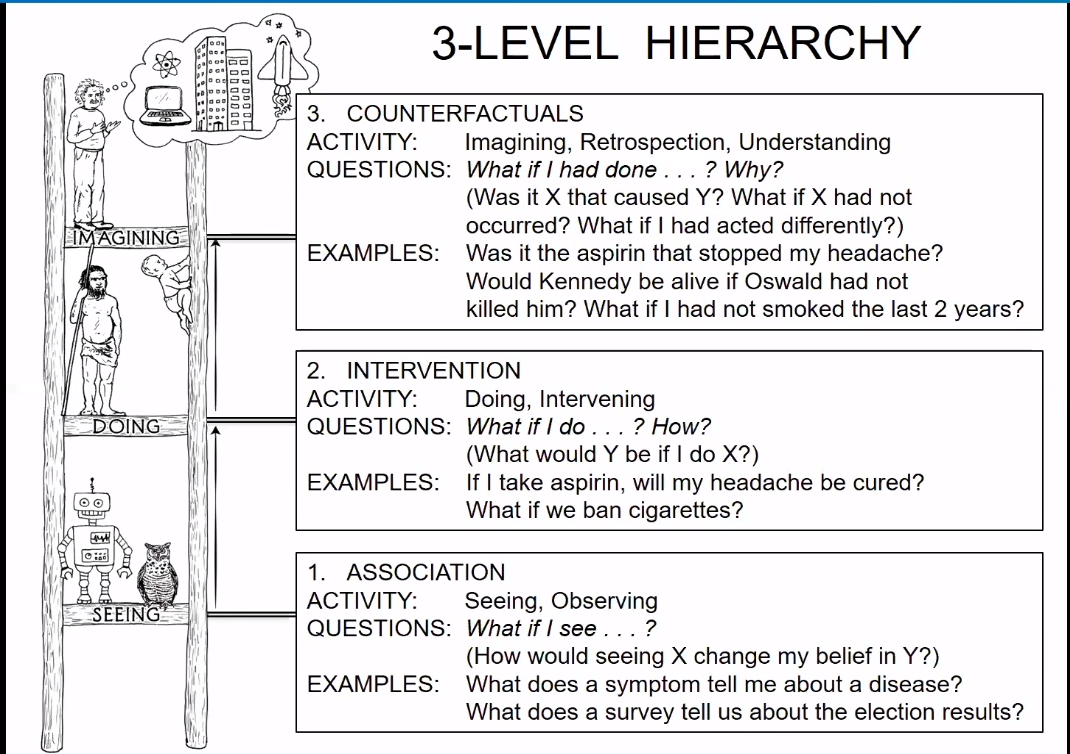 3-LEVEL HIERARCHY
3. COUNTERFACTUALS
ACTIVITY: Imagining, Retrospection, Understanding
QUESTIONS: What if I had done . . . ? Why?
(Was it X that caused Y? What if X had not
occurred? What if I had acted differently?)
EXAMPLES: Was it the aspirin that stopped my headache?
Would Kennedy be alive if Oswald had not
killed him? What if I had not smoked the last 2 years?
IMAGINING
2. INTERVENTION
ACTIVITY: Doing, Intervening
QUESTIONS: What if I do . . . ? How?
(What would Y be if I do X?)
EXAMPLES: If I take aspirin, will my headache be cured?
What if we ban cigarettes?
DOING
1. ASSOCIATION
ACTIVITY: Seeing, Observing
QUESTIONS: What if I see . . . ?
(How would seeing X change my belief in Y?)
EXAMPLES: What does a symptom tell me about a disease?
What does a survey tell us about the election results?
SEEING